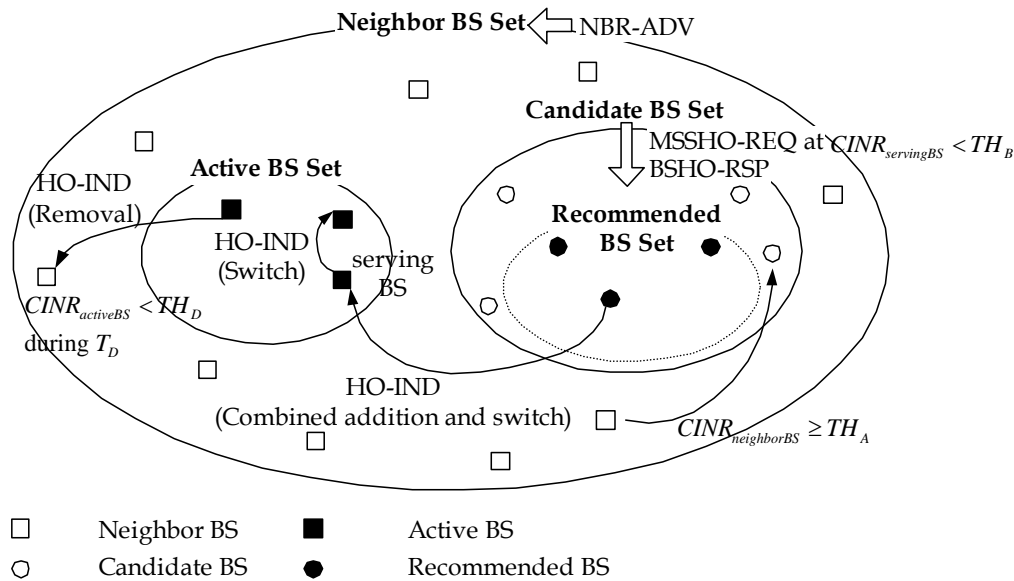 Neighbor BS Set
NBR-ADV
Candidate BS Set
MSSHO-REQ at CINR_servingBS < TH_B
BSHO-RSP
Active BS Set
HO-IND
(Removal)
HO-IND
(Switch)
serving
BS
Recommended
BS Set
CINR_activeBS < TH_D
during T_D
HO-IND
(Combined addition and switch)
CINR_neighborBS ≥ TH_A
Neighbor BS
Active BS
Candidate BS
Recommended BS